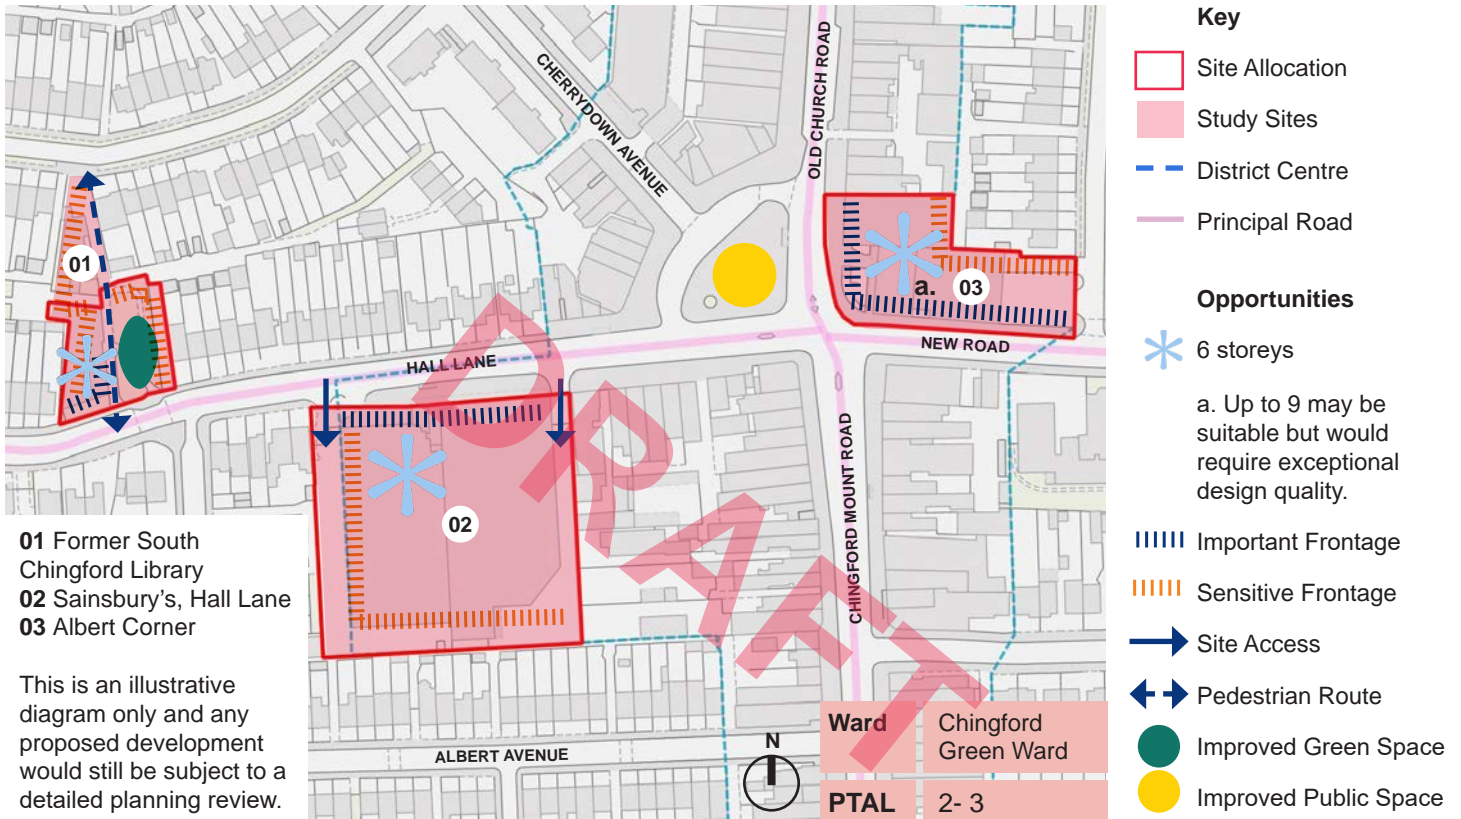 CHERRYDOWN AVENUE
OLD CHURCH ROAD
01
a.
03
HALL LANE
NEW ROAD
02
CHINGFORD MOUNT ROAD
ALBERT AVENUE
DRAFT
N
01 Former South
Chingford Library
02 Sainsbury's, Hall Lane
03 Albert Corner
This is an illustrative
diagram only and any
proposed development
would still be subject to a
detailed planning review.
Ward Chingford
Green Ward
PTAL 2- 3
Key
Site Allocation
Study Sites
District Centre
Principal Road
Opportunities
6 storeys
a. Up to 9 may be
suitable but would
require exceptional
design quality.
Important Frontage
Sensitive Frontage
Site Access
Pedestrian Route
Improved Green Space
Improved Public Space